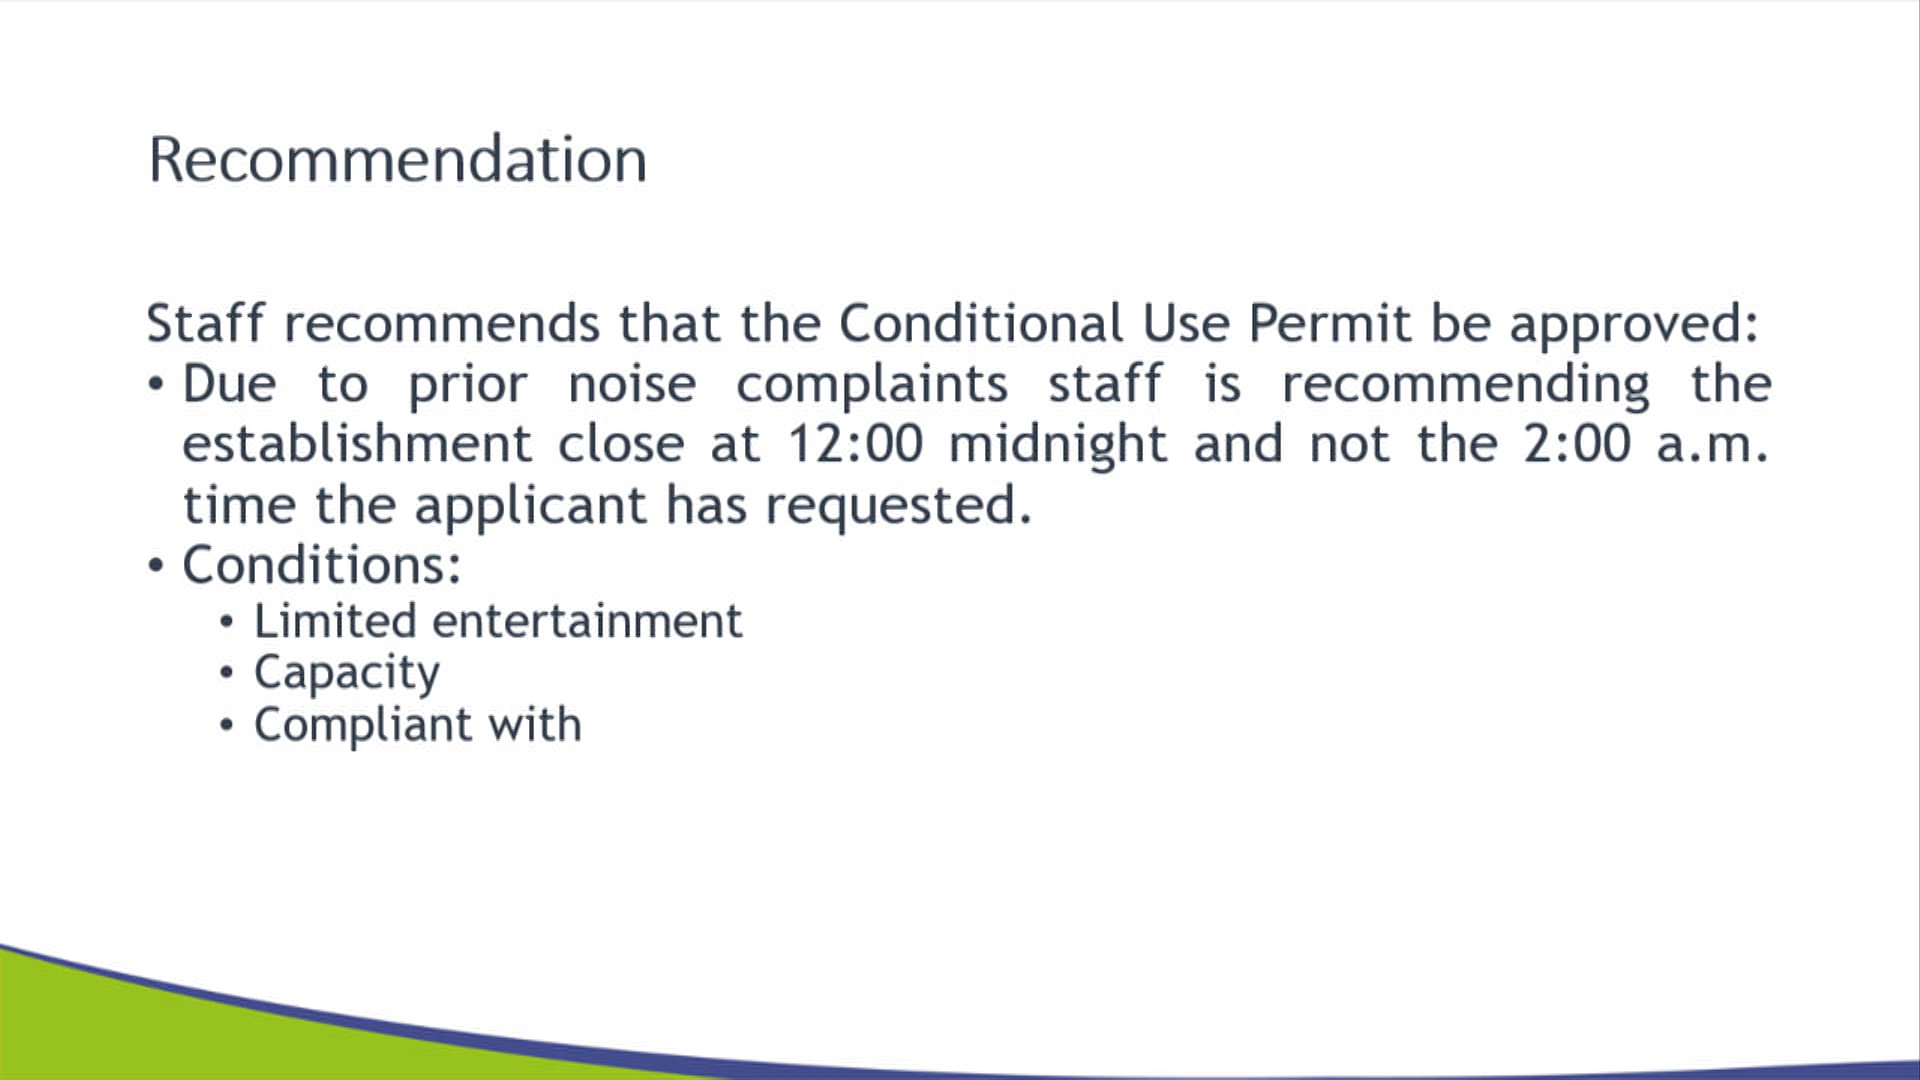 Recommendation
Staff recommends that the Conditional Use Permit be approved:
• Due to prior noise complaints staff is recommending the
establishment close at 12:00 midnight and not the 2:00 a.m.
time the applicant has requested.
• Conditions:
• Limited entertainment
• Capacity
• Compliant with